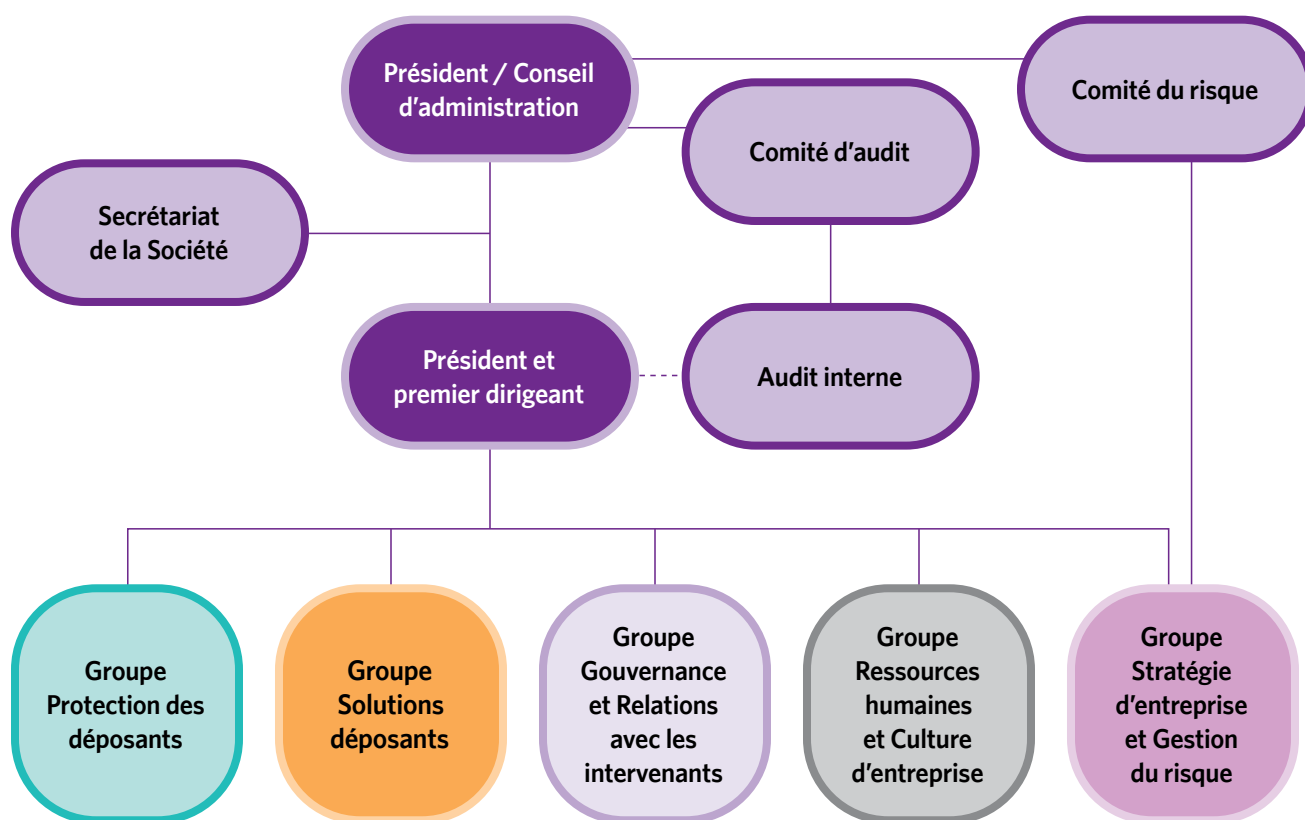 Président / Conseil
d'administration
Comité du risque
Comité d'audit
Secrétariat
de la Société
Président et
premier dirigeant
Audit interne
Groupe
Protection des
déposants
Groupe
Solutions
déposants
Groupe
Gouvernance
et Relations
avec les
intervenants
Groupe
Ressources
humaines
et Culture
d'entreprise
Groupe
Stratégie
d'entreprise
et Gestion
du risque